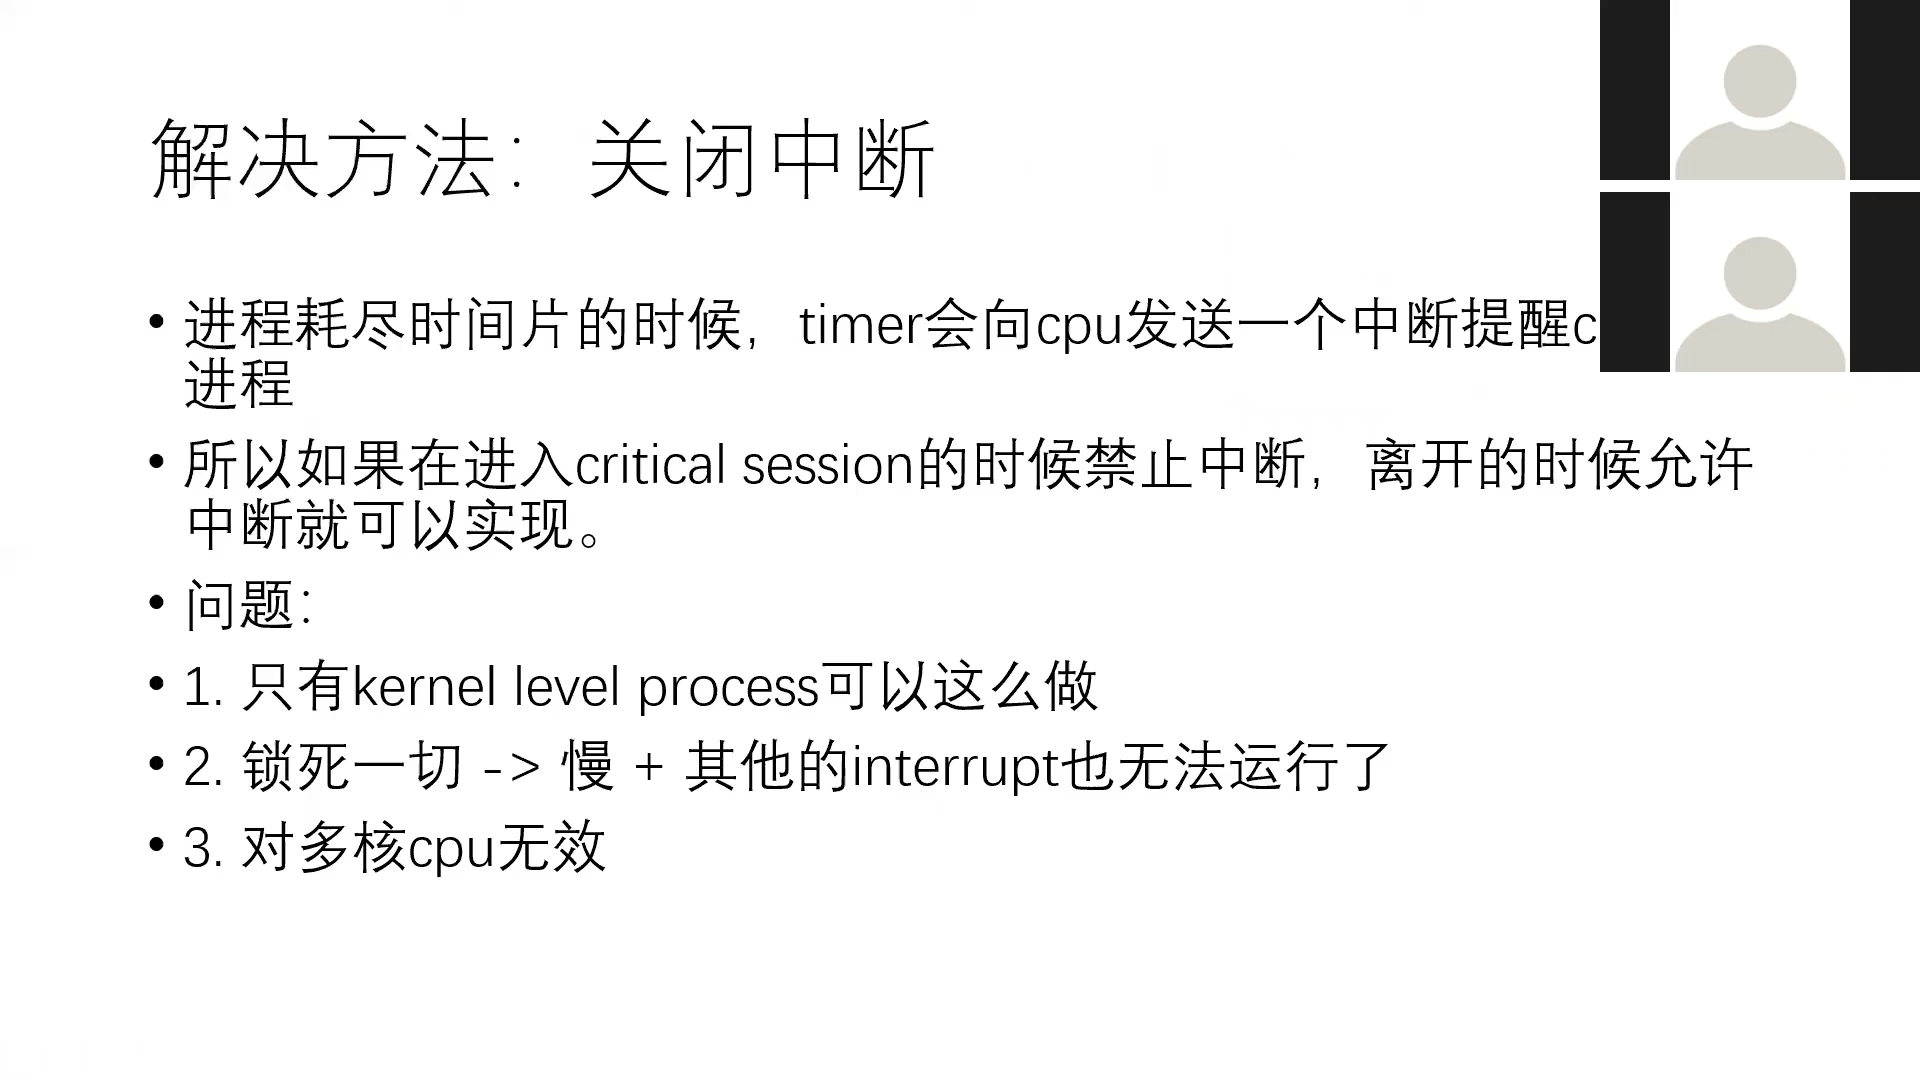 解决方法：关闭中断
• 进程耗尽时间片的时候，timer会向cpu发送一个中断提醒c
进程
• 所以如果在进入critical session的时候禁止中断，离开的时候允许
中断就可以实现。
• 问题：
• 1. 只有kernel level process可以这么做
• 2. 锁死一切 -> 慢 + 其他的interrupt也无法运行了
• 3. 对多核cpu无效